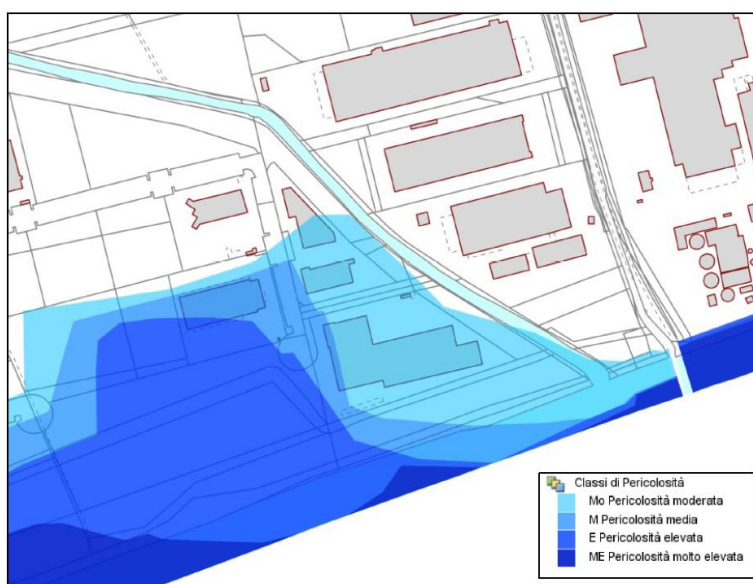 Classi di Pericolosità
Mo Pericolosità moderata
M Pericolosità media
E Pericolosità elevata
ME Pericolosità molto elevata